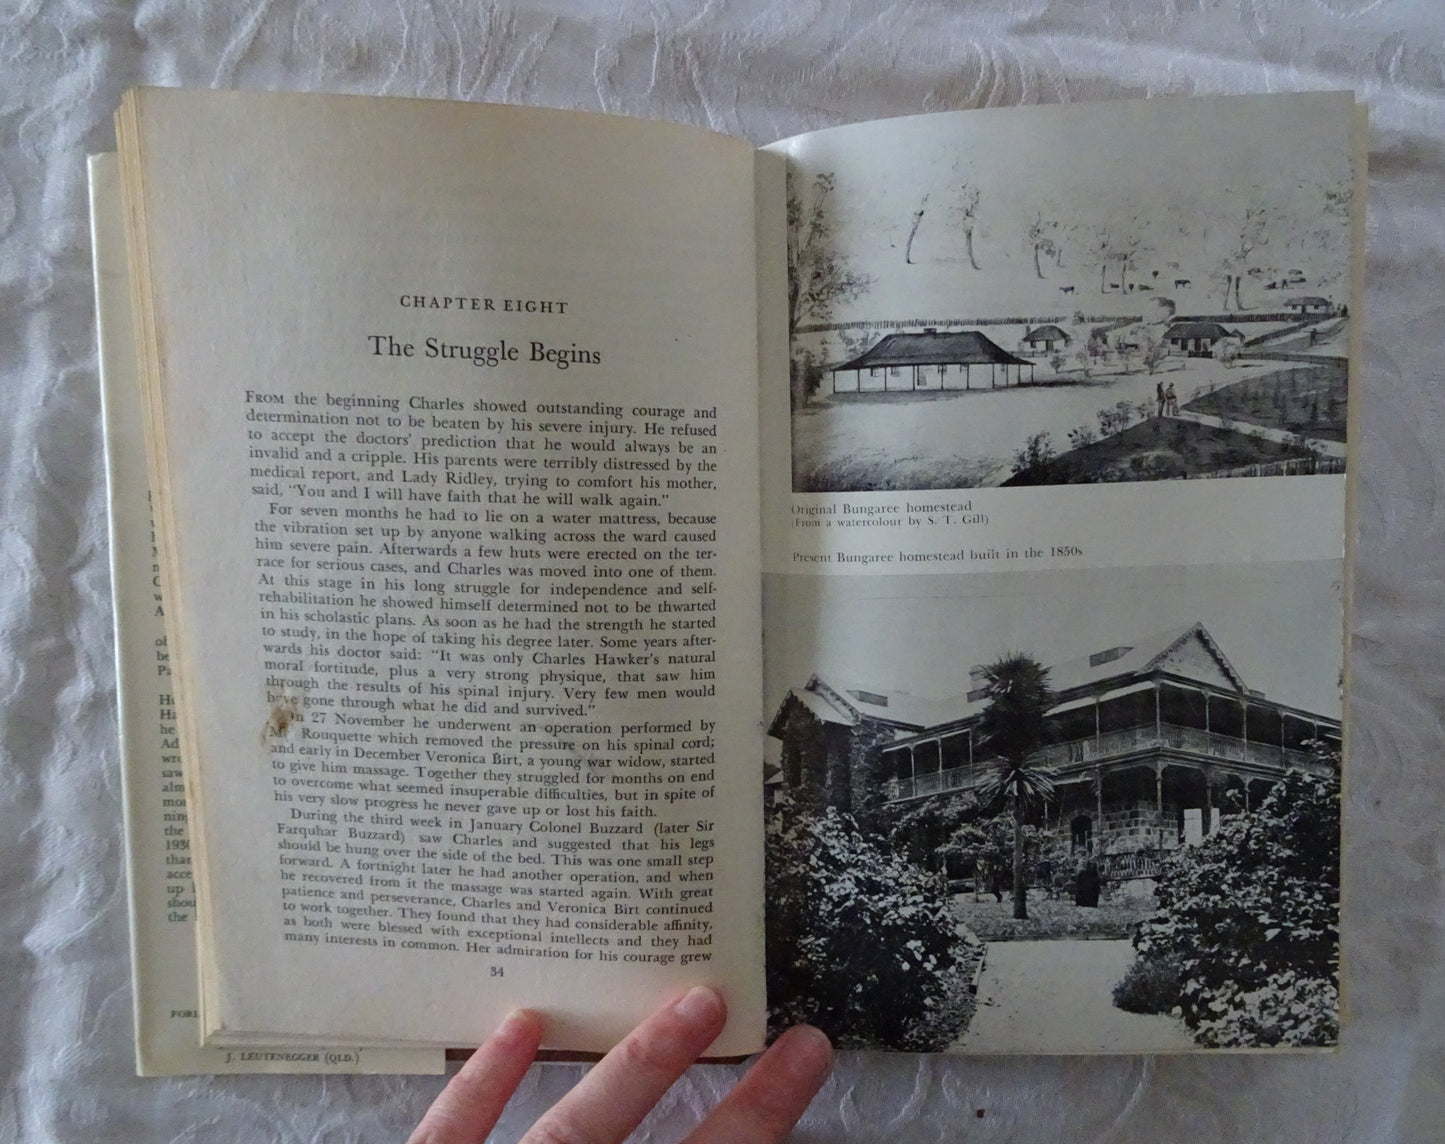 CHAPTER EIGHT
The Struggle Begins
FROM the beginning Charles showed outstanding courage and
determination not to be beaten by his severe injury. He refused
to accept the doctors' prediction that he would always be an
invalid and a cripple. His parents were terribly distressed by the
medical report, and Lady Ridley, trying to comfort his mother,
said, "You and I will have faith that he will walk again."
For seven months he had to lie on a water mattress, because
the vibration set up by anyone walking across the ward caused
him severe pain. Afterwards a few huts were erected on the ter-
race for serious cases, and Charles was moved into one of them.
At this stage in his long struggle for independence and self-
rehabilitation he showed himself determined not to be thwarted
in his scholastic plans. As soon as he had the strength he started
to study, in the hope of taking his degree later. Some years after-
wards his doctor said: "It was only Charles Hawker's natural
moral fortitude, plus a very strong physique, that saw him
through the results of his spinal injury. Very few men would
have gone through what he did and survived."
On 27 November he underwent an operation performed by
Mr Rouquette which removed the pressure on his spinal cord;
and early in December Veronica Birt, a young war widow, started
to give him massage. Together they struggled for months on end
to overcome what seemed insuperable difficulties, but in spite of
his very slow progress he never gave up or lost his faith.
During the third week in January Colonel Buzzard (later Sir
Farquhar Buzzard) saw Charles and suggested that his legs
should be hung over the side of the bed. This was one small step
forward. A fortnight later he had another operation, and when
he recovered from it the massage was started again. With great
patience and perseverance, Charles and Veronica Birt continued
to work together. They found that they had considerable affinity,
as both were blessed with exceptional intellects and they had
many interests in common. Her admiration for his courage grew
34
Original Bungaree homestead
(From a watercolour by S. T. Gill)
Present Bungaree homestead built in the 1850s
J. LEUTENEGGER (QLD.)